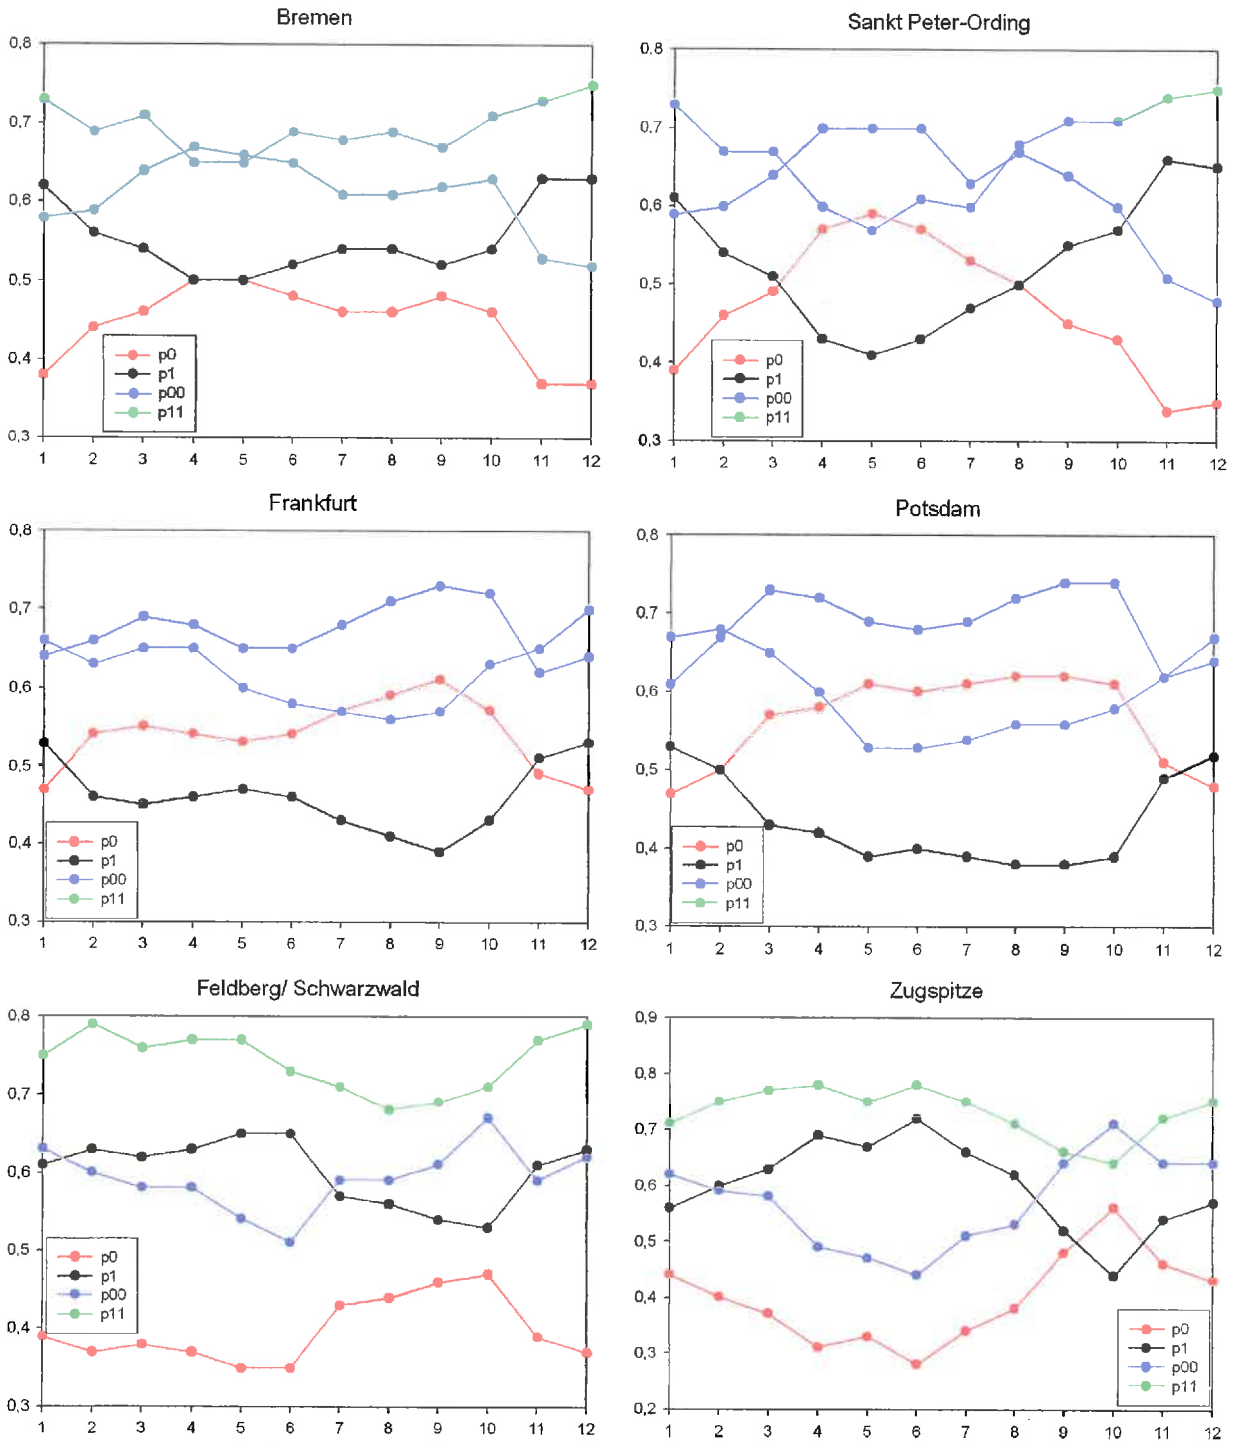 Bremen
0,8
0,7
0,6
0,5
0,4
0,3
p0
p1
p00
p11
1 2 3 4 5 6 7 8 9 10 11 12
Sankt Peter-Ording
0,8
0,7
0,6
0,5
0,4
0,3
p0
p1
p00
p11
1 2 3 4 5 6 7 8 9 10 11 12
Frankfurt
0,8
0,7
0,6
0,5
0,4
0,3
p0
p1
p00
p11
1 2 3 4 5 6 7 8 9 10 11 12
Potsdam
0,8
0,7
0,6
0,5
0,4
0,3
p0
p1
p00
p11
1 2 3 4 5 6 7 8 9 10 11 12
Feldberg/ Schwarzwald
0,8
0,7
0,6
0,5
0,4
0,3
p0
p1
p00
p11
1 2 3 4 5 6 7 8 9 10 11 12
Zugspitze
0,9
0,8
0,7
0,6
0,5
0,4
0,3
0,2
p0
p1
p00
p11
1 2 3 4 5 6 7 8 9 10 11 12